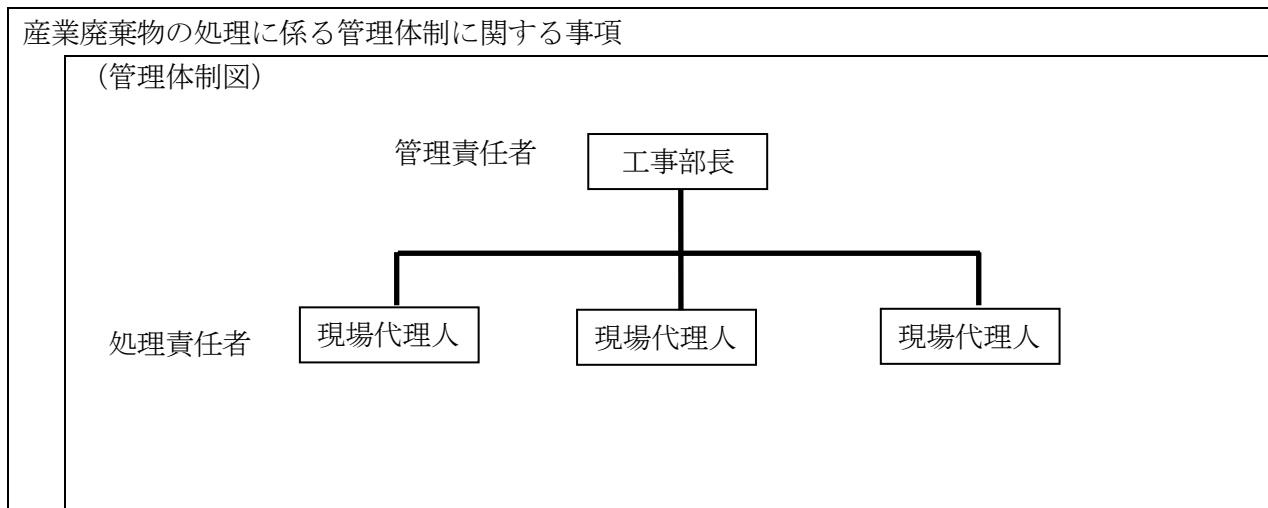 産業廃棄物の処理に係る管理体制に関する事項
（管理体制図）
管理責任者 工事部長
処理責任者 現場代理人 現場代理人 現場代理人